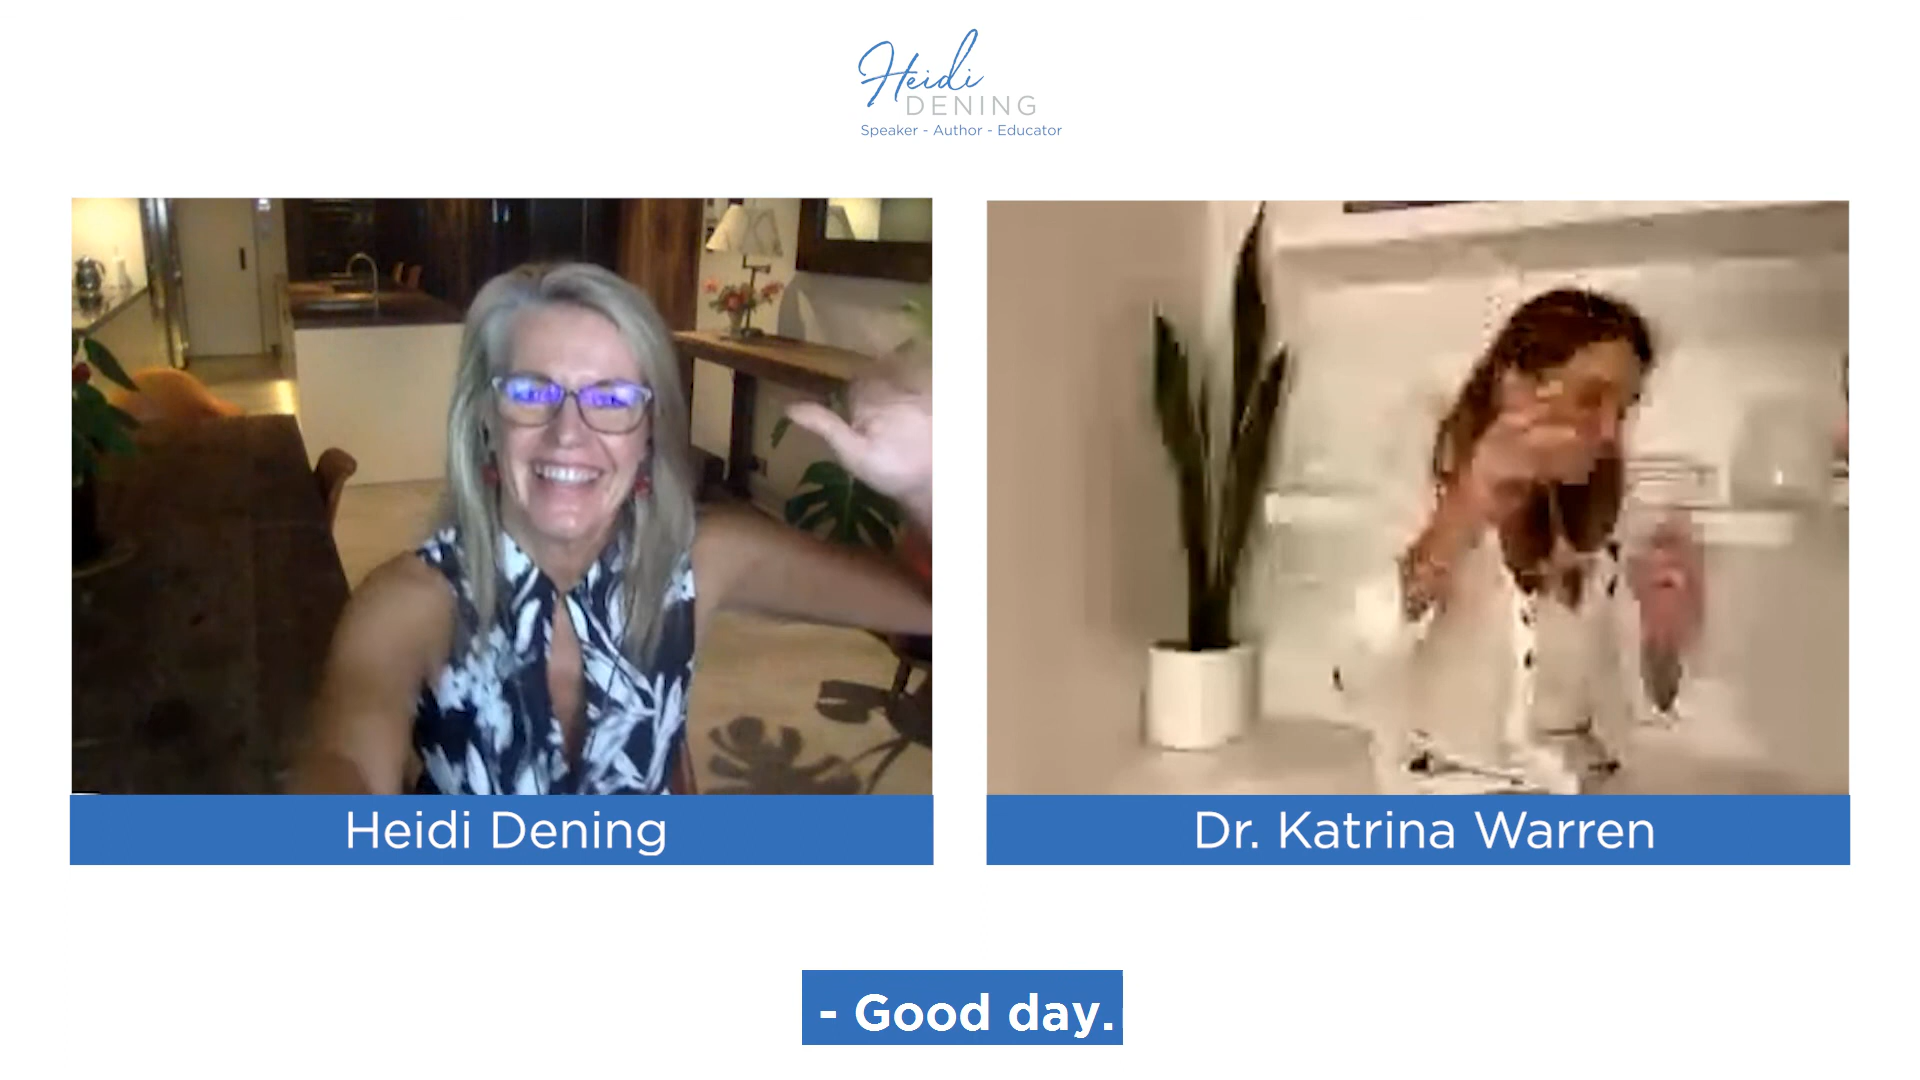 Heidi
DENING
Speaker - Author - Educator
Heidi Dening
Dr. Katrina Warren
- Good day.